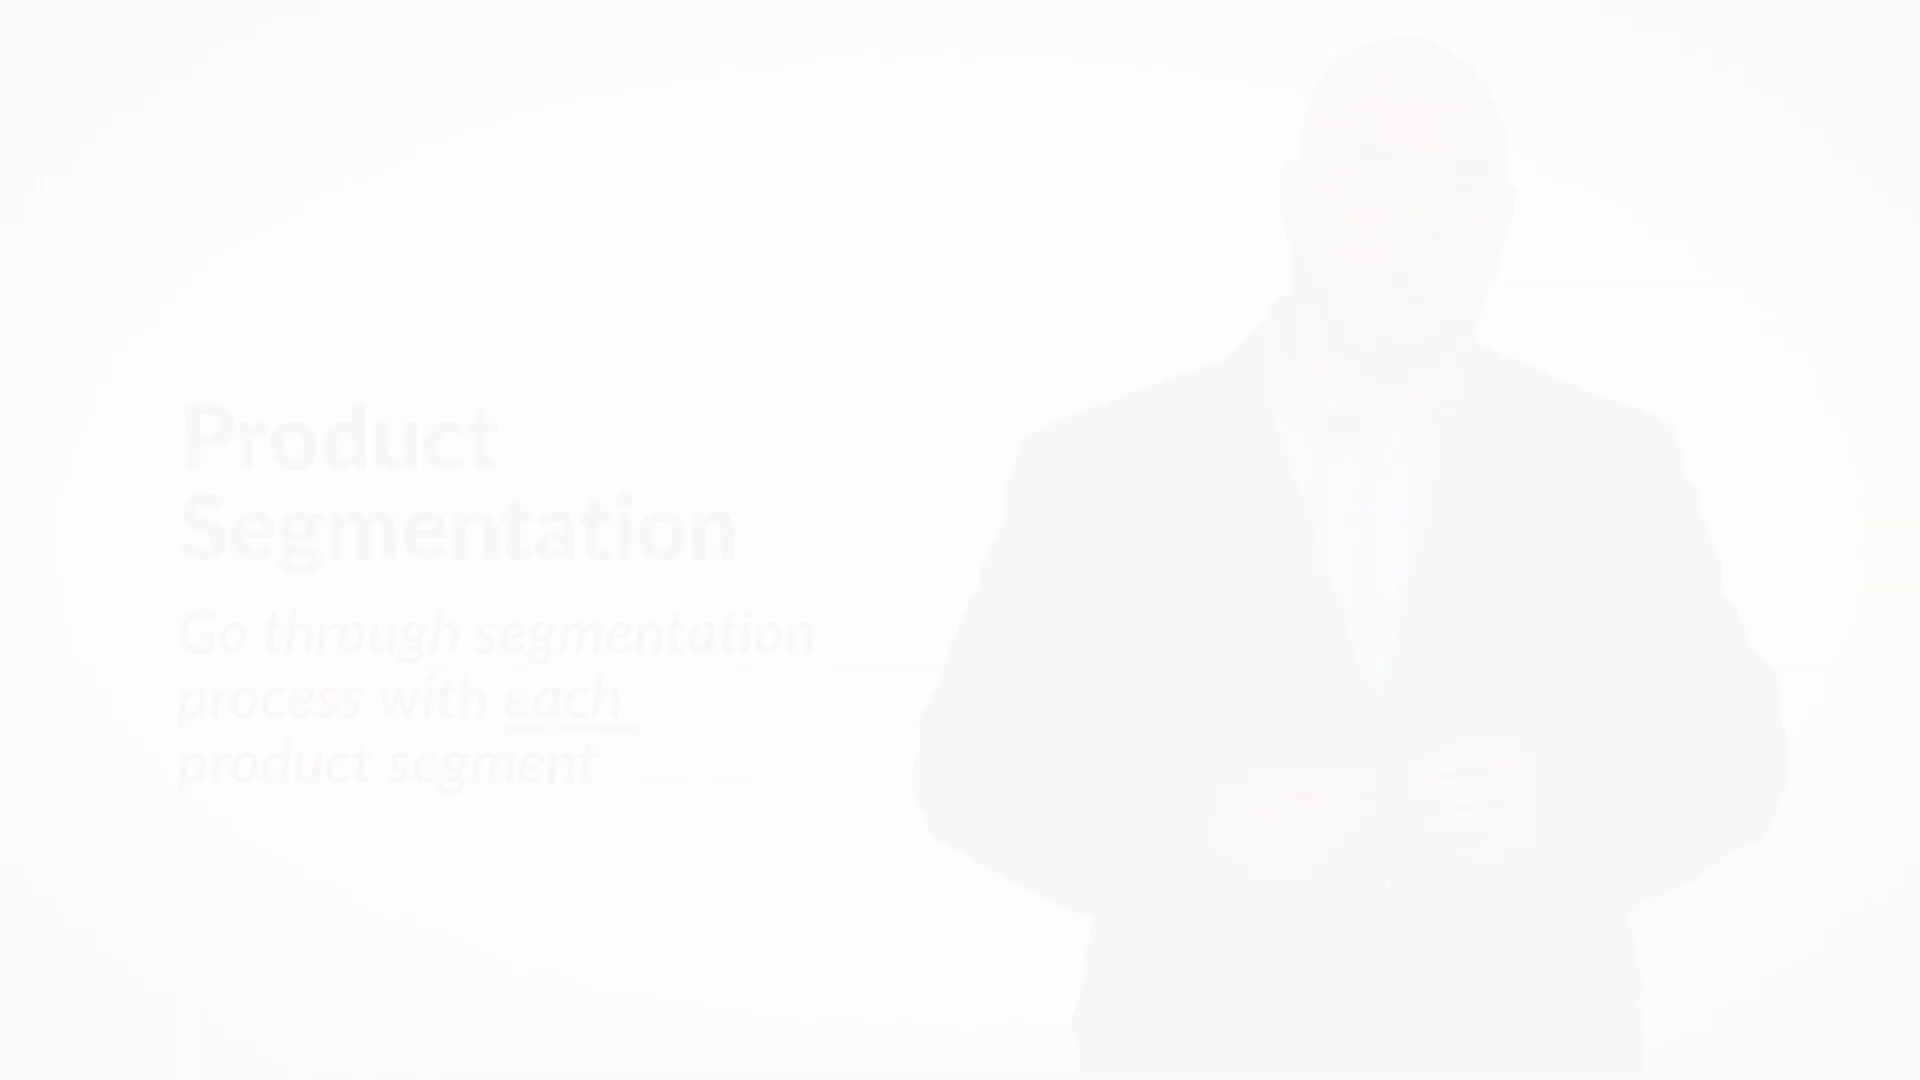 Product
Segmentation
Go through segmentation
process with each
product segment